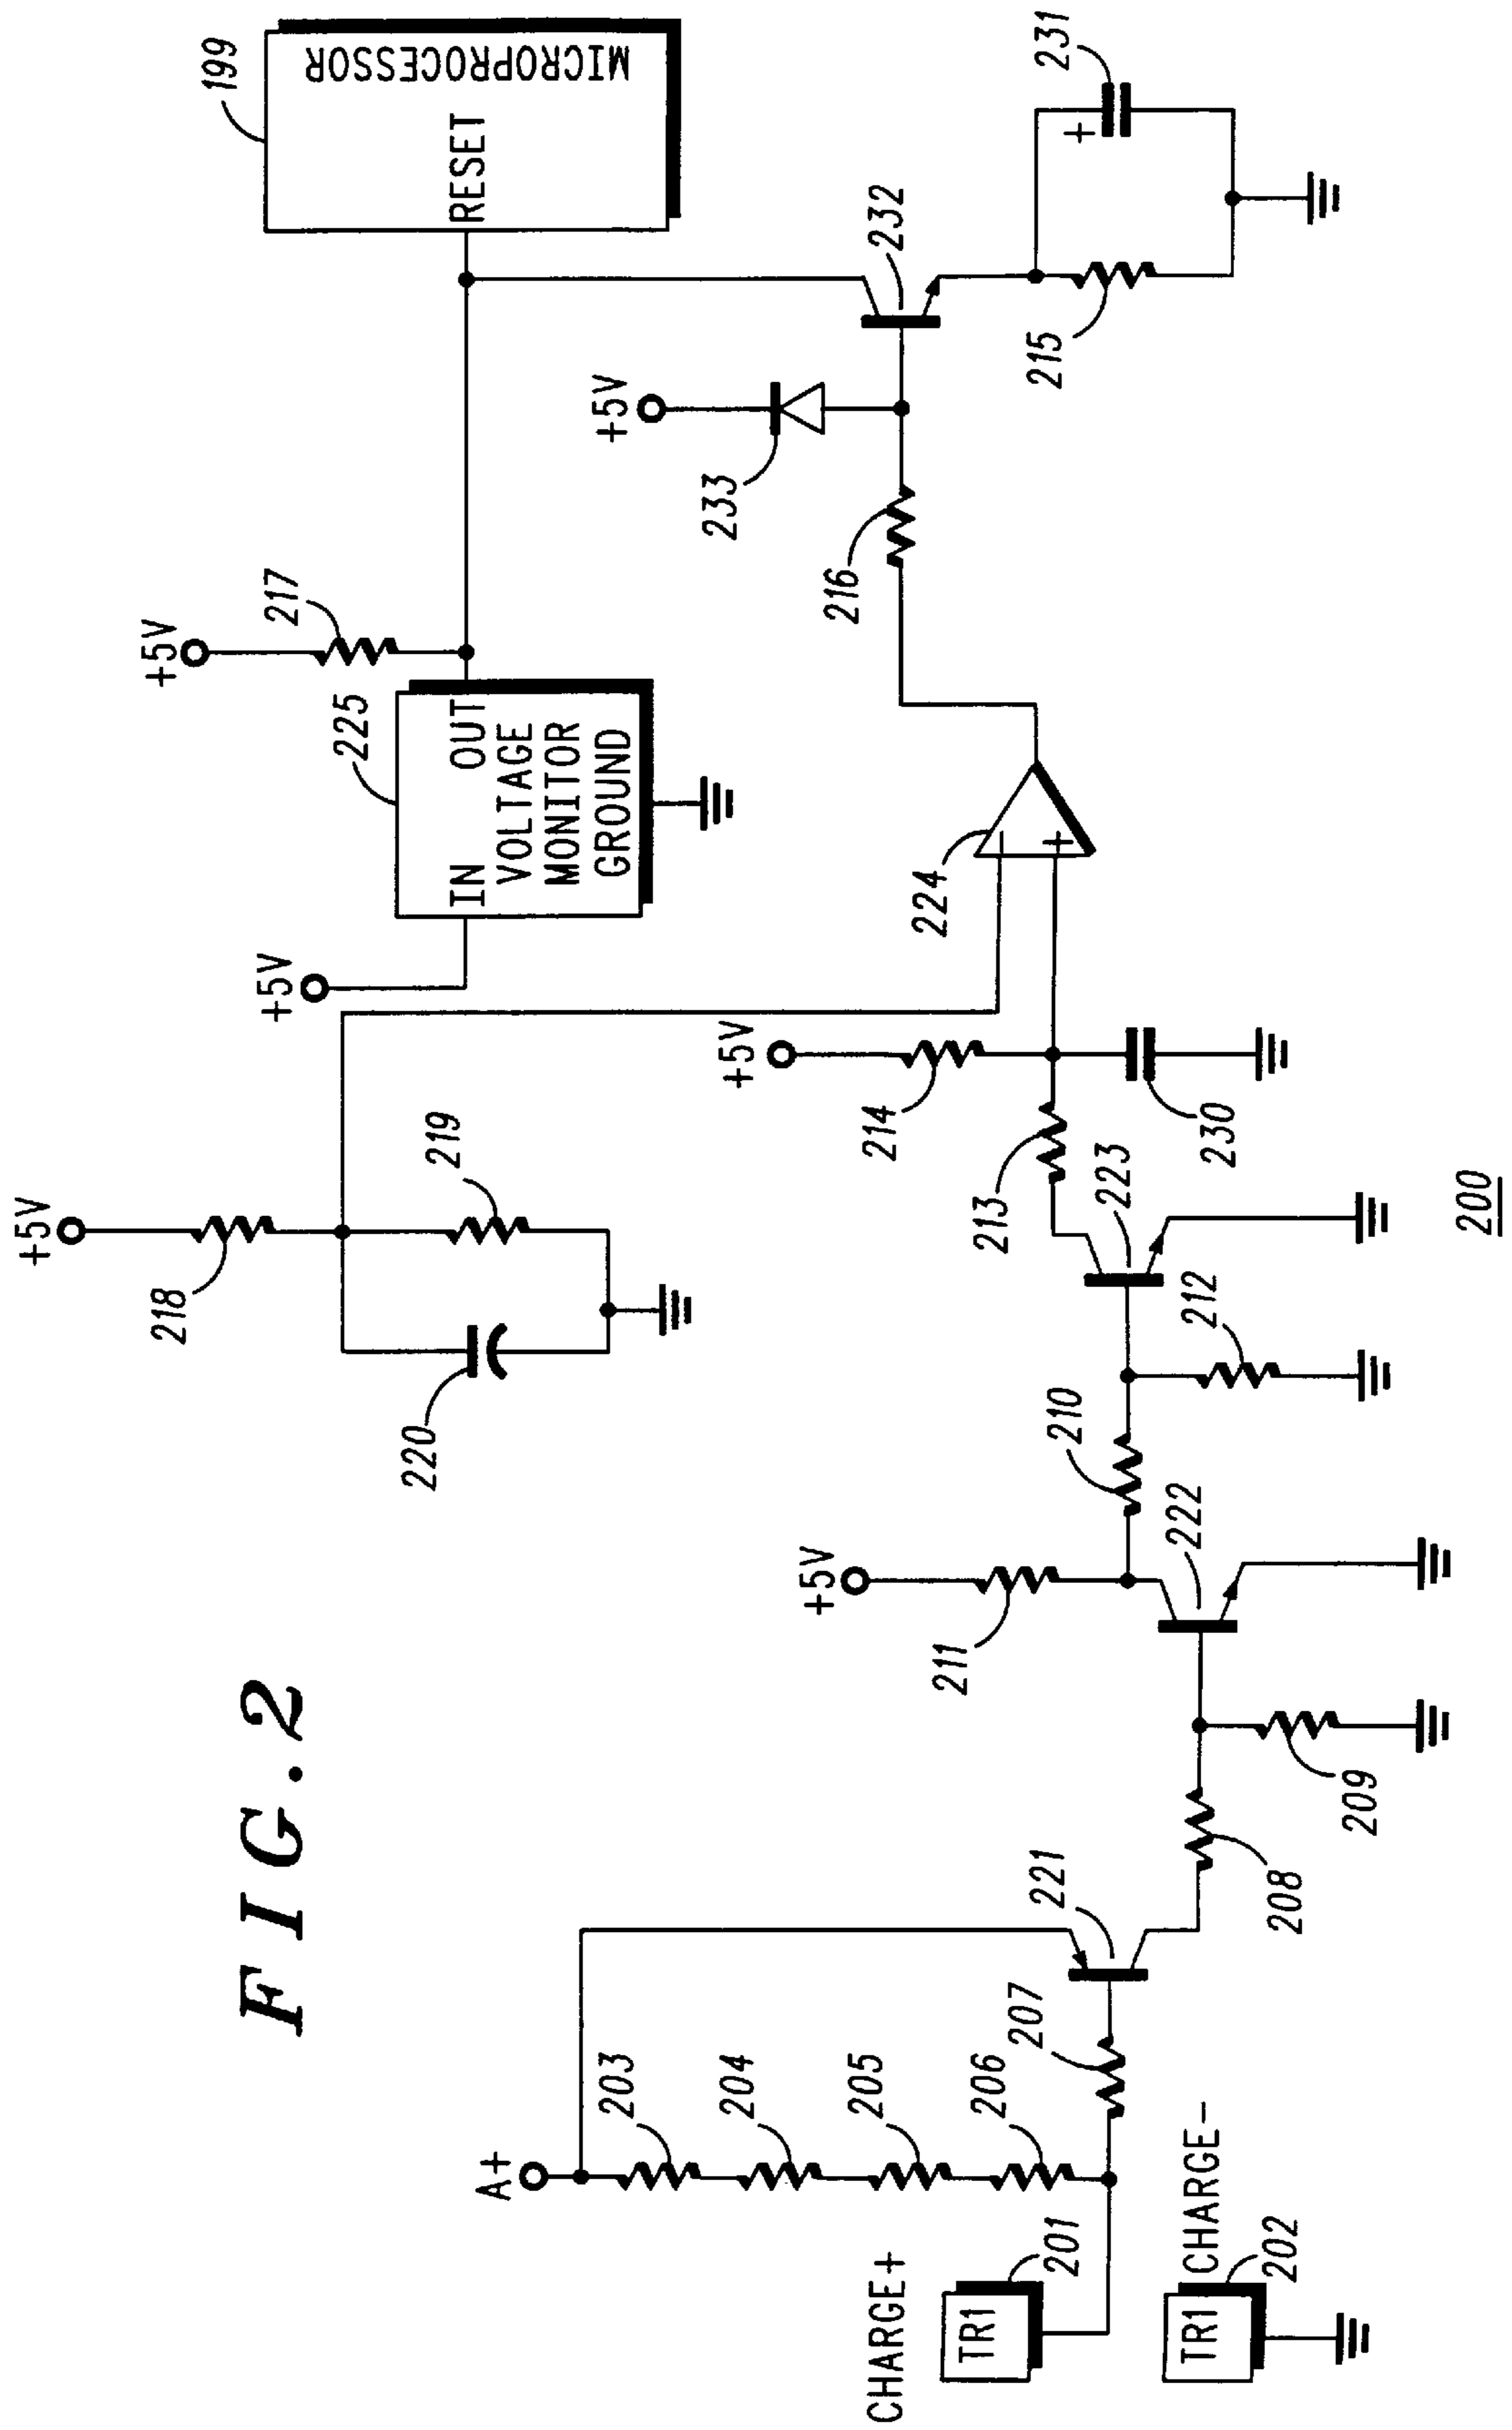 FIG.2
A+
203
204
205
206
207
221
CHARGE+
TR1
201
TR1
CHARGE-
202
208
209
+5V
211
222
210
212
223
213
+5V
214
230
+5V
218
219
220
+5V
225
IN OUT
VOLTAGE
MONITOR
GROUND
+5V
217
224
216
+5V
233
232
215
231
+
199
RESET
MICROPROCESSOR
-
+
200